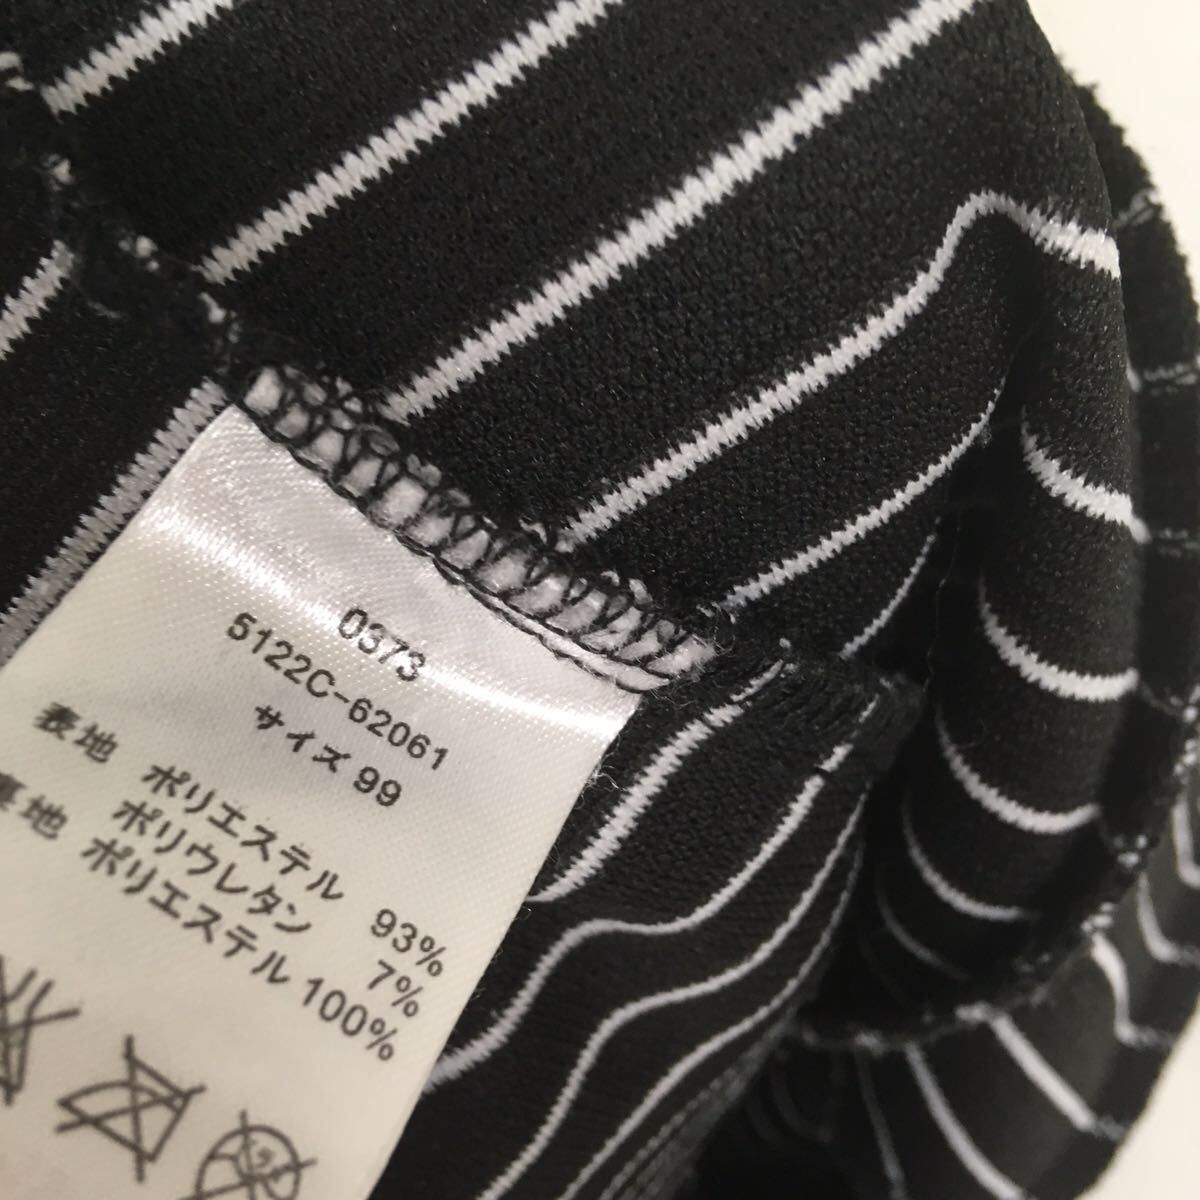 0373
5122C-62061
サイズ 99
表地 ポリエステル 93%
ポリウレタン 7%
裏地 ポリエステル 100%